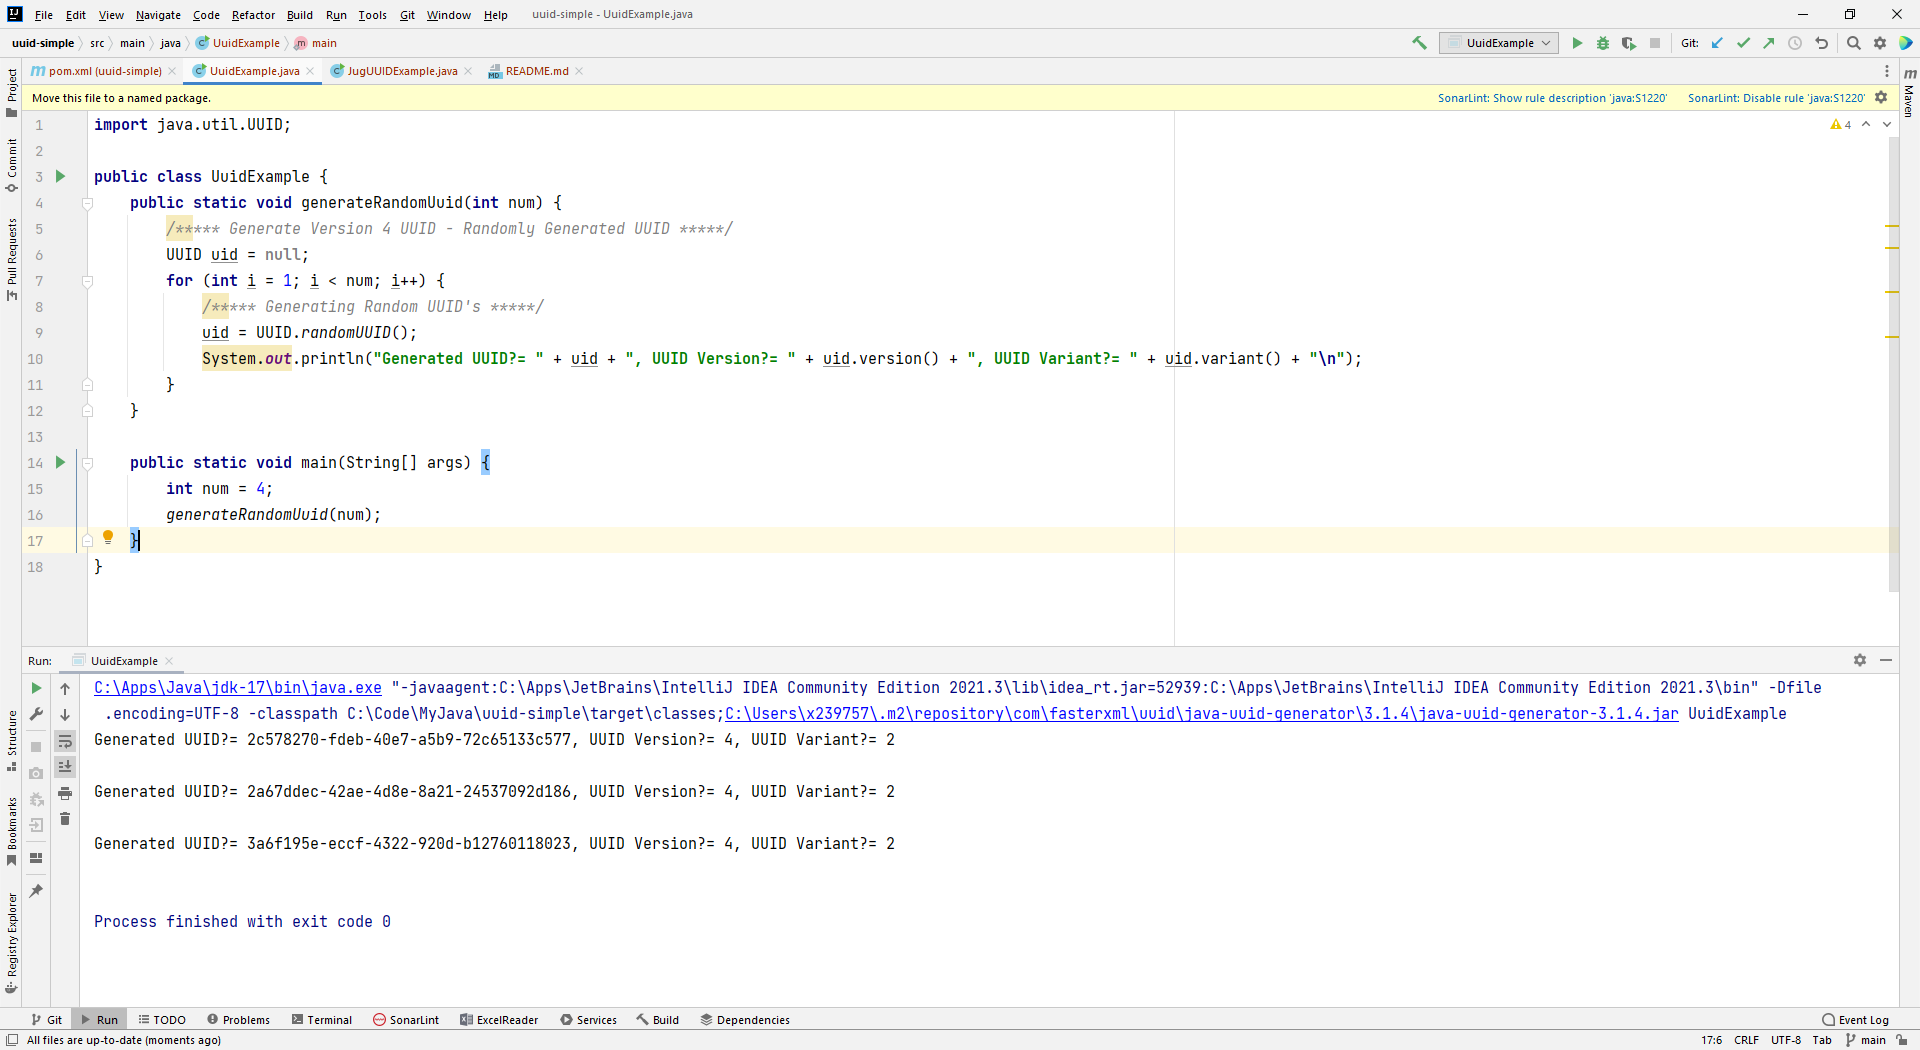 File Edit View Navigate Code Refactor Build Run Tools Git Window Help uuid-simple - UuidExample.java
uuid-simple src main java UuidExample main UuidExample Git:
pom.xml (uuid-simple) UuidExample.java JugUUIDExample.java README.md
Move this file to a named package. SonarLint: Show rule description 'java:S1220' SonarLint: Disable rule 'java:S1220'
4
1 import java.util.UUID;
2
3 public class UuidExample {
4 public static void generateRandomUuid(int num) {
5 /***** Generate Version 4 UUID - Randomly Generated UUID *****/
6 UUID uid = null;
7 for (int i = 1; i < num; i++) {
8 /***** Generating Random UUID's *****/
9 uid = UUID.randomUUID();
10 System.out.println("Generated UUID?= " + uid + ", UUID Version?= " + uid.version() + ", UUID Variant?= " + uid.variant() + "\n");
11 }
12 }
13
14 public static void main(String[] args) {
15 int num = 4;
16 generateRandomUuid(num);
17 }
18 }
Project
Commit
Pull Requests
Structure
Bookmarks
Registry Explorer
m
Maven
Run: UuidExample
C:\Apps\Java\jdk-17\bin\java.exe "-javaagent:C:\Apps\JetBrains\IntelliJ IDEA Community Edition 2021.3\lib\idea_rt.jar=52939:C:\Apps\JetBrains\IntelliJ IDEA Community Edition 2021.3\bin" -Dfile
.encoding=UTF-8 -classpath C:\Code\MyJava\uuid-simple\target\classes;C:\Users\x239757\.m2\repository\com\fasterxml\uuid\java-uuid-generator\3.1.4\java-uuid-generator-3.1.4.jar UuidExample
Generated UUID?= 2c578270-fdeb-40e7-a5b9-72c65133c577, UUID Version?= 4, UUID Variant?= 2
Generated UUID?= 2a67ddec-42ae-4d8e-8a21-24537092d186, UUID Version?= 4, UUID Variant?= 2
Generated UUID?= 3a6f195e-eccf-4322-920d-b12760118023, UUID Version?= 4, UUID Variant?= 2
Process finished with exit code 0
Git Run TODO Problems Terminal SonarLint ExcelReader Services Build Dependencies Event Log
All files are up-to-date (moments ago) 17:6 CRLF UTF-8 Tab main